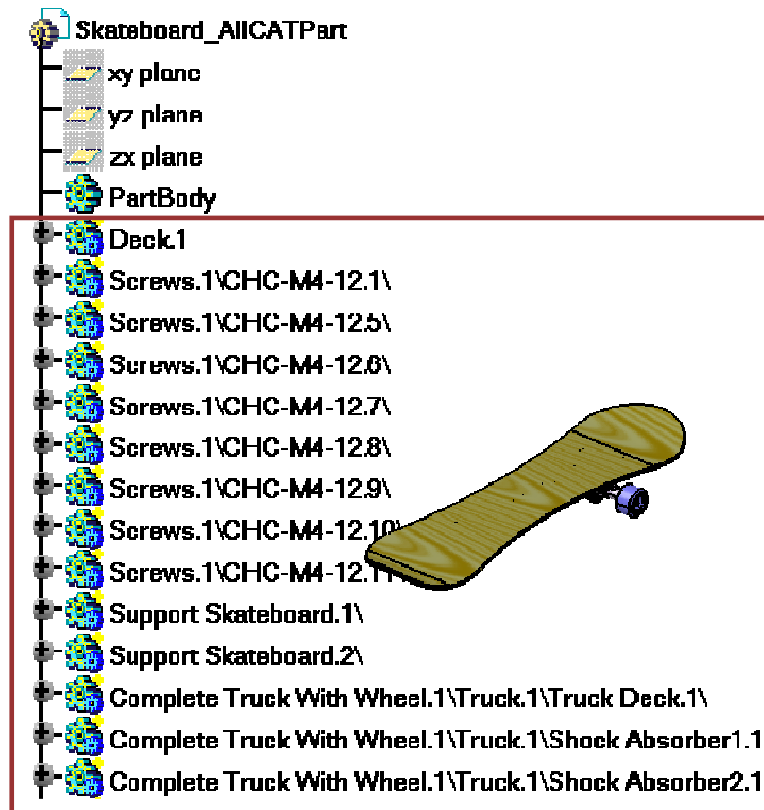 Skateboard_AllCATPart
xy plane
yz plane
zx plane
PartBody
Deck.1
Screws.1\CHC-M4-12.1\
Screws.1\CHC-M4-12.5\
Screws.1\CHC-M4-12.6\
Screws.1\CHC-M4-12.7\
Screws.1\CHC-M4-12.8\
Screws.1\CHC-M4-12.9\
Screws.1\CHC-M4-12.10\
Screws.1\CHC-M4-12.11
Support Skateboard.1\
Support Skateboard.2\
Complete Truck With Wheel.1\Truck.1\Truck Deck.1\
Complete Truck With Wheel.1\Truck.1\Shock Absorber1.1
Complete Truck With Wheel.1\Truck.1\Shock Absorber2.1